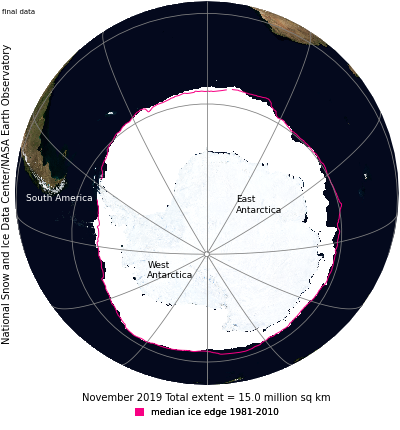 final data
National Snow and Ice Data Center/NASA Earth Observatory
South America
East
Antarctica
West
Antarctica
November 2019 Total extent = 15.0 million sq km
median ice edge 1981-2010